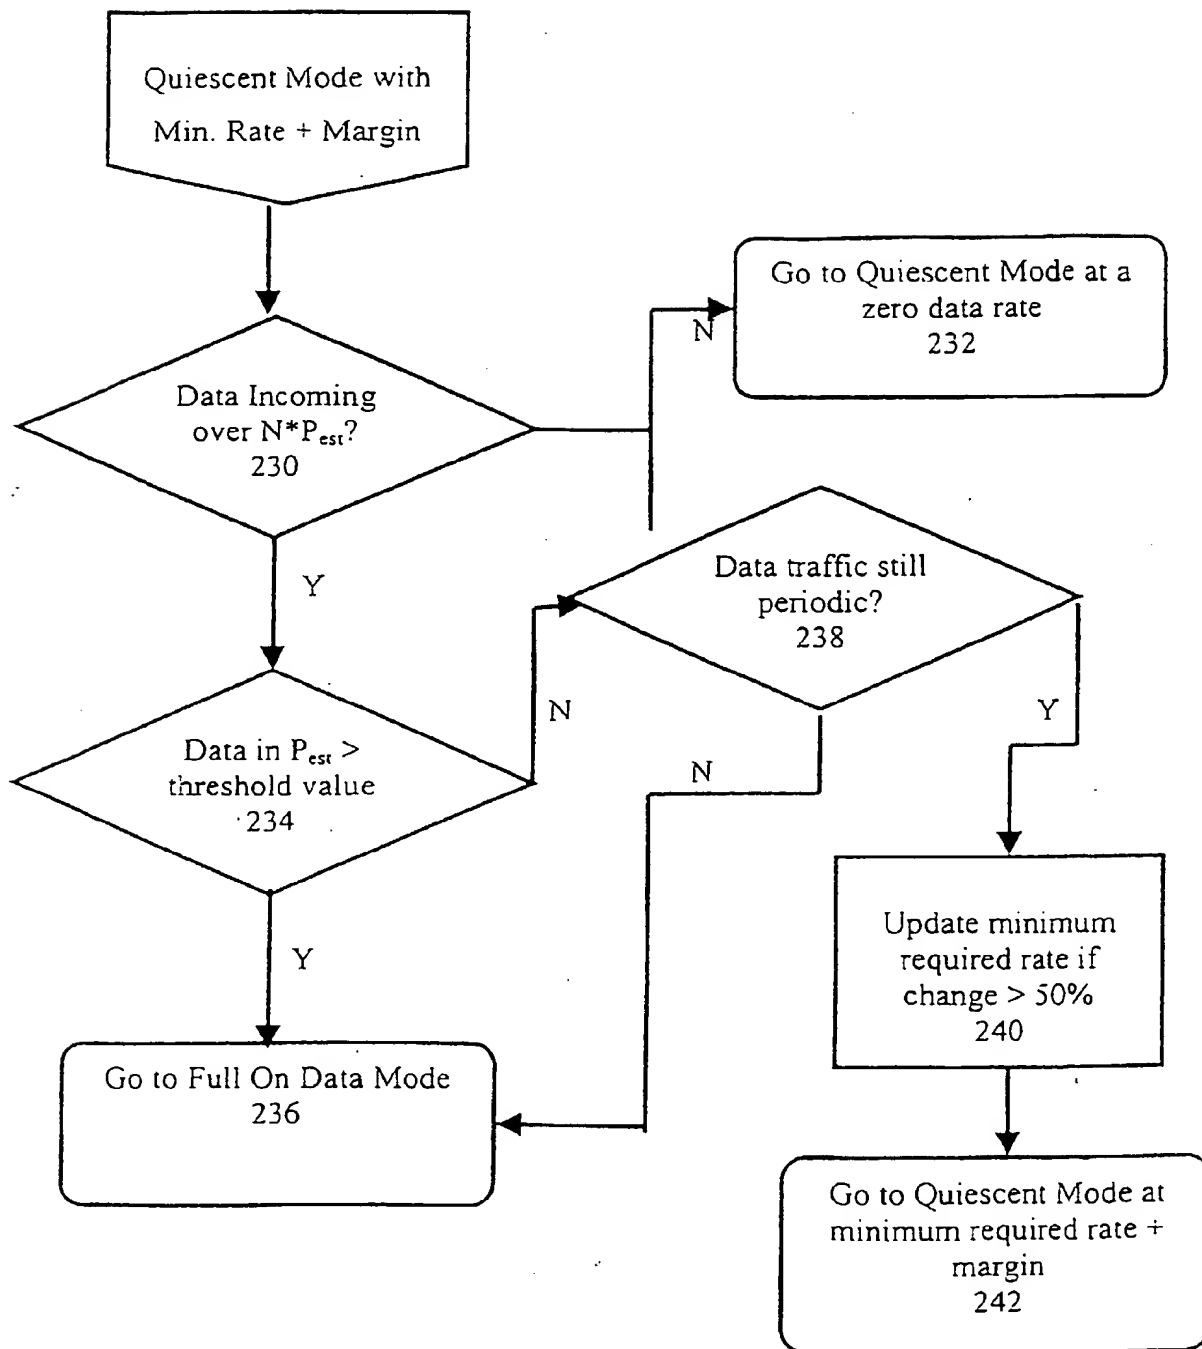 Quiescent Mode with
Min. Rate + Margin
Go to Quiescent Mode at a
zero data rate
232
N
Data Incoming
over N*Pest?
230
Y
Data traffic still
periodic?
238
N
Y
Data in Pest >
threshold value
234
N
Y
Update minimum
required rate if
change > 50%
240
Go to Full On Data Mode
236
Go to Quiescent Mode at
minimum required rate +
margin
242